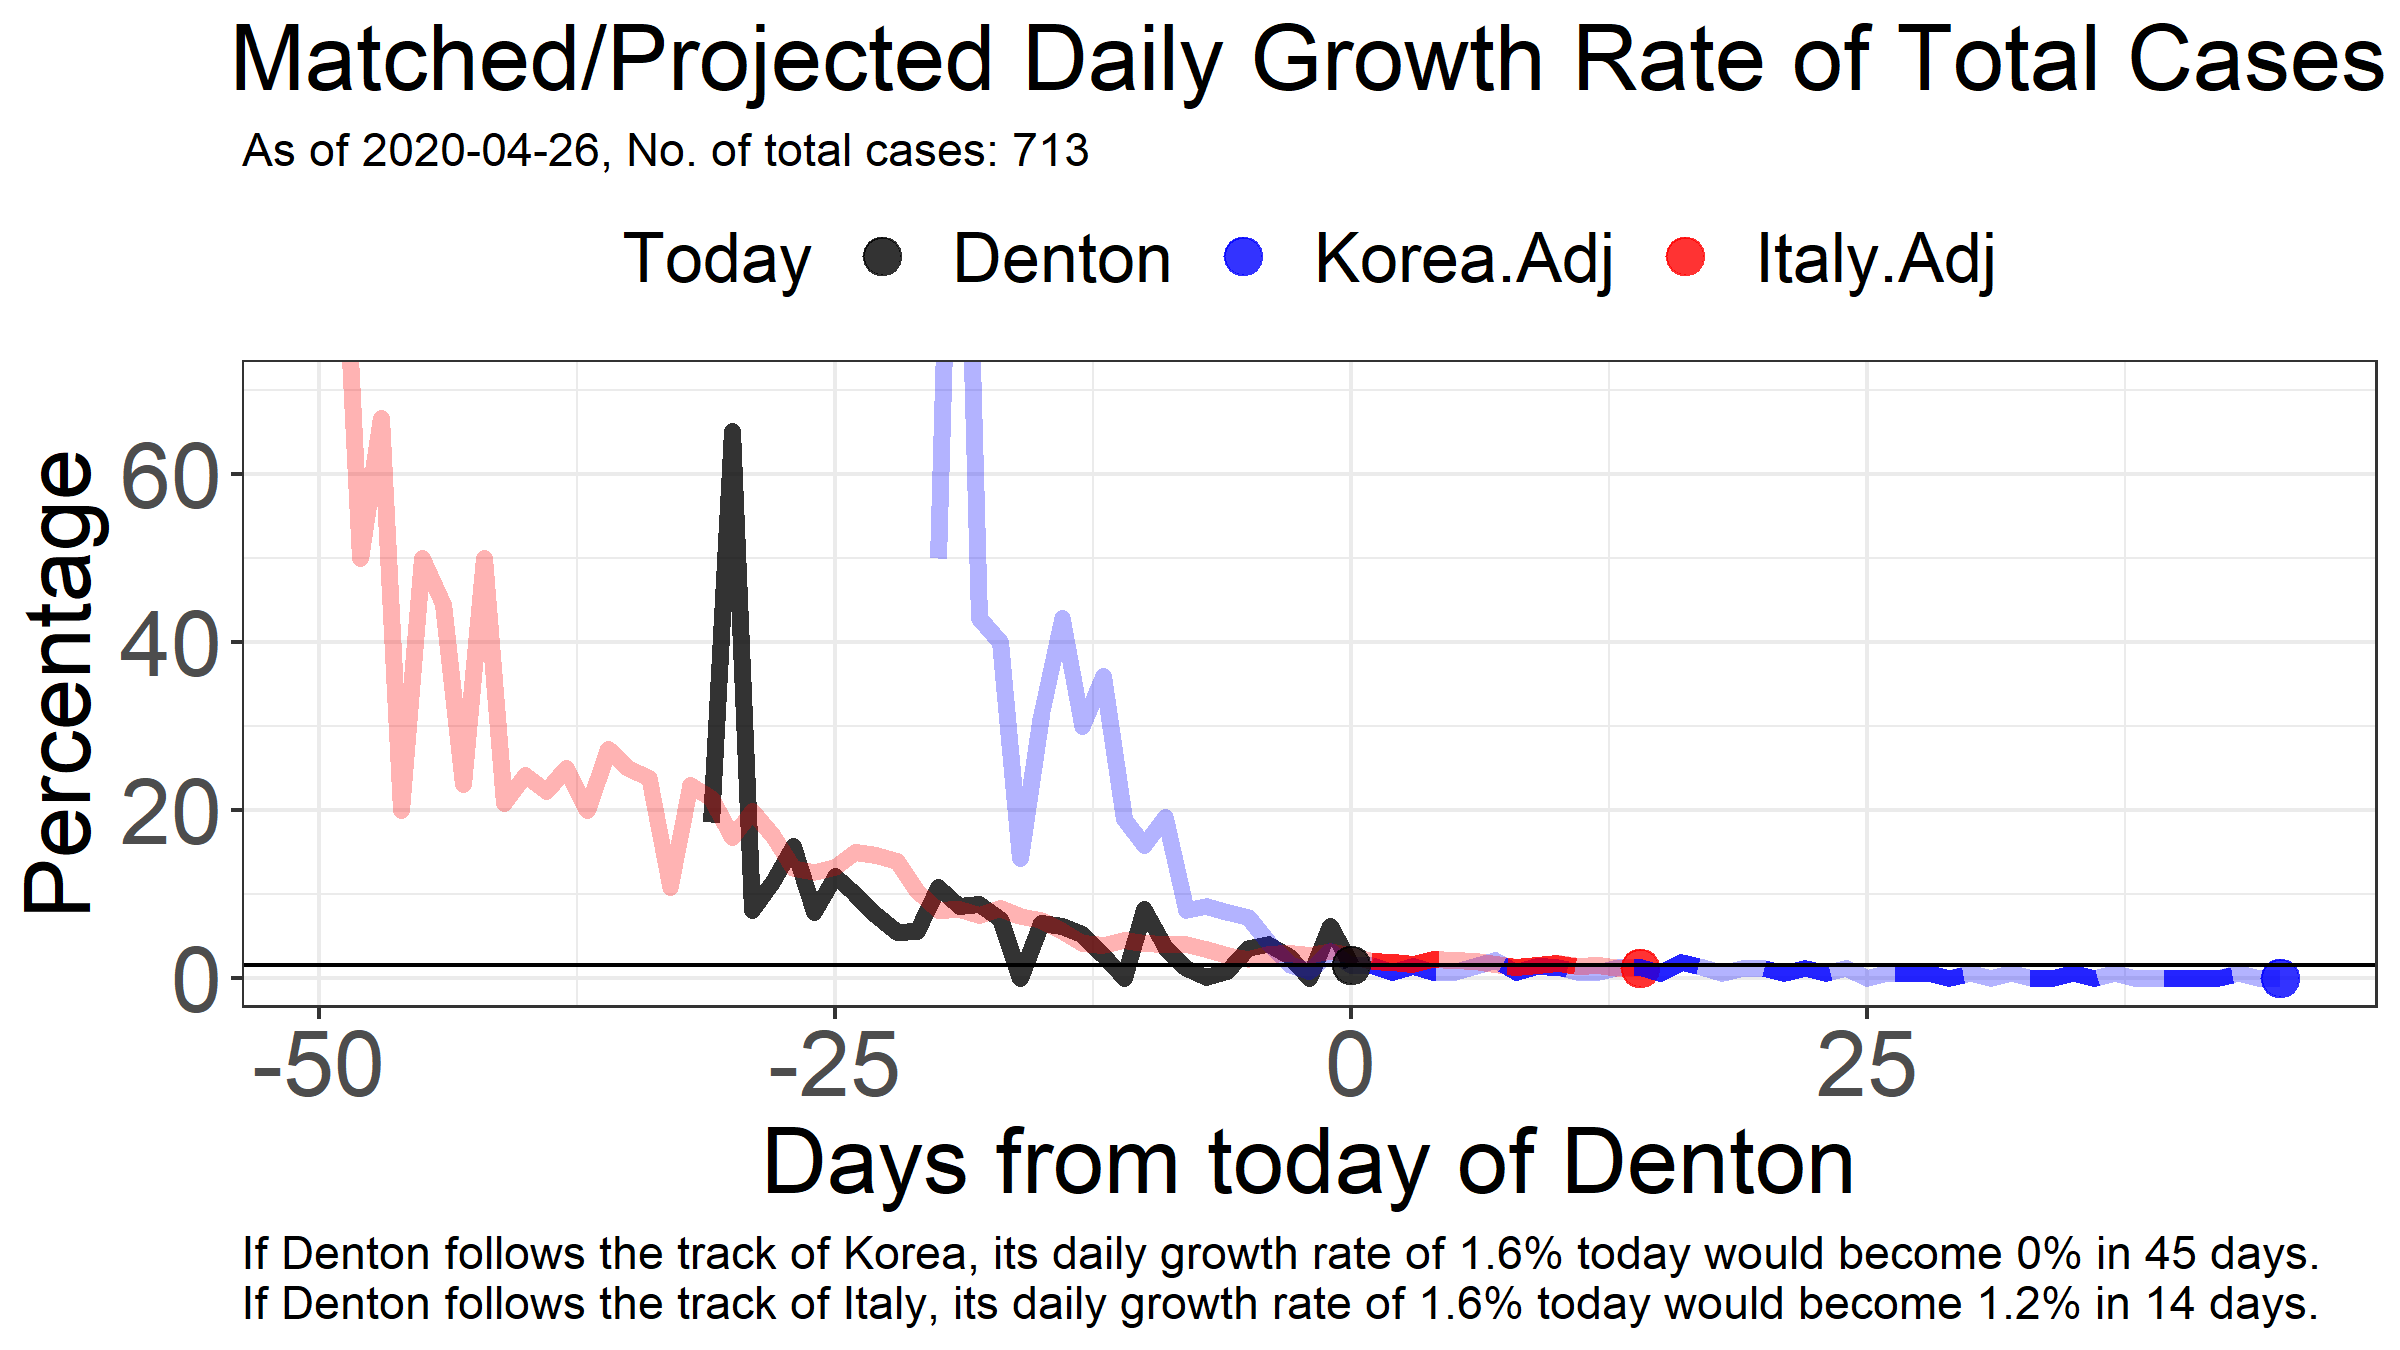 Matched/Projected Daily Growth Rate of Total Cases
As of 2020-04-26, No. of total cases: 713
Today Denton Korea.Adj Italy.Adj
Percentage
60
40
20
0
-50 -25 0 25
Days from today of Denton
If Denton follows the track of Korea, its daily growth rate of 1.6% today would become 0% in 45 days.
If Denton follows the track of Italy, its daily growth rate of 1.6% today would become 1.2% in 14 days.